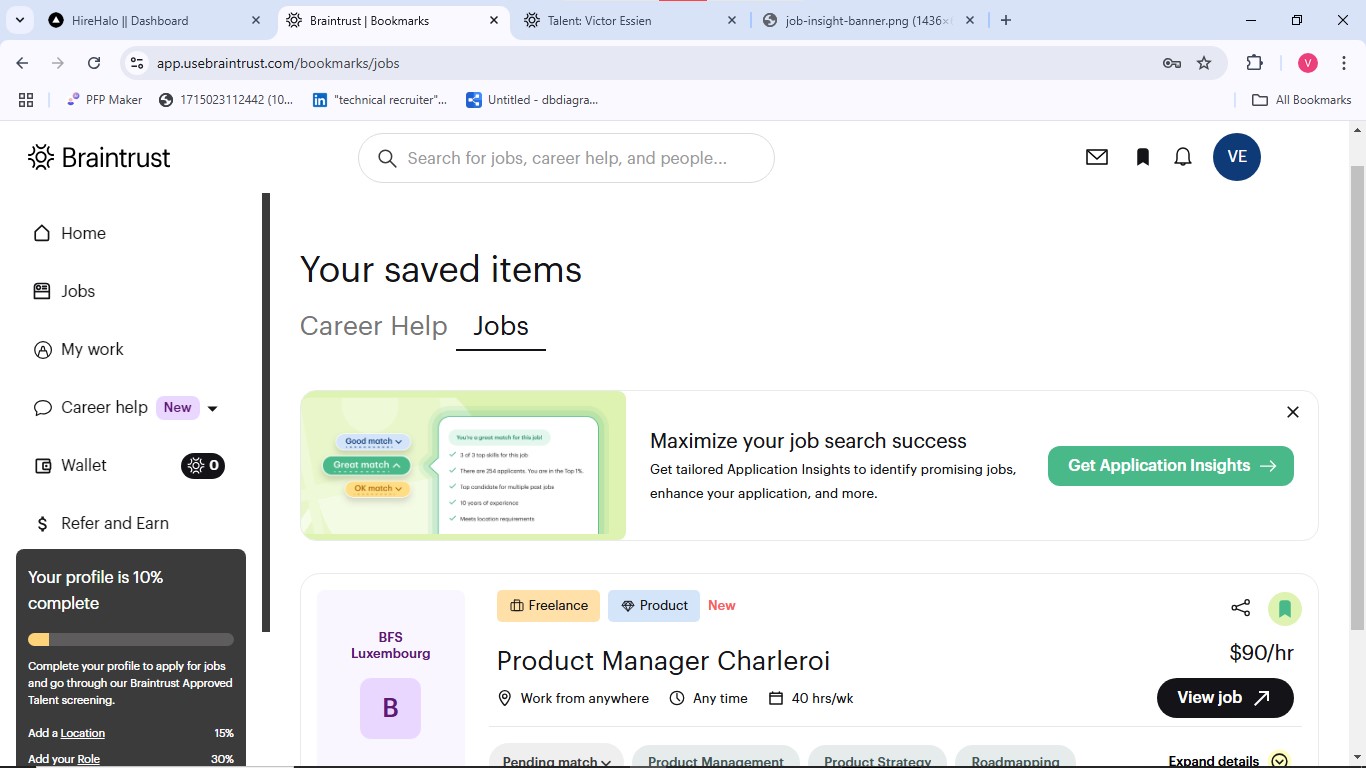 HireHalo || Dashboard
Braintrust | Bookmarks
Talent: Victor Essien
job-insight-banner.png (1436×
app.usebraintrust.com/bookmarks/jobs
V
PFP Maker
1715023112442 (10...
"technical recruiter"...
Untitled - dbdiagra...
All Bookmarks
Braintrust
Search for jobs, career help, and people...
VE
Home
Jobs
My work
Career help New
Wallet 0
Refer and Earn
Your profile is 10%
complete
Complete your profile to apply for jobs
and go through our Braintrust Approved
Talent screening.
Add a Location 15%
Add your Role 30%
Your saved items
Career Help Jobs
Good match
Great match
OK match
You're a great match for this job!
3 of 3 top skills for this job
There are 254 applicants. You are in the Top 1%.
Top candidate for multiple past jobs
10 years of experience
Meets location requirements
Maximize your job search success
Get tailored Application Insights to identify promising jobs,
enhance your application, and more.
Get Application Insights
BFS
Luxembourg
B
Freelance Product New
Product Manager Charleroi
$90/hr
Work from anywhere Any time 40 hrs/wk
View job
Pending match Product Management Product Strategy Roadmapping Expand details